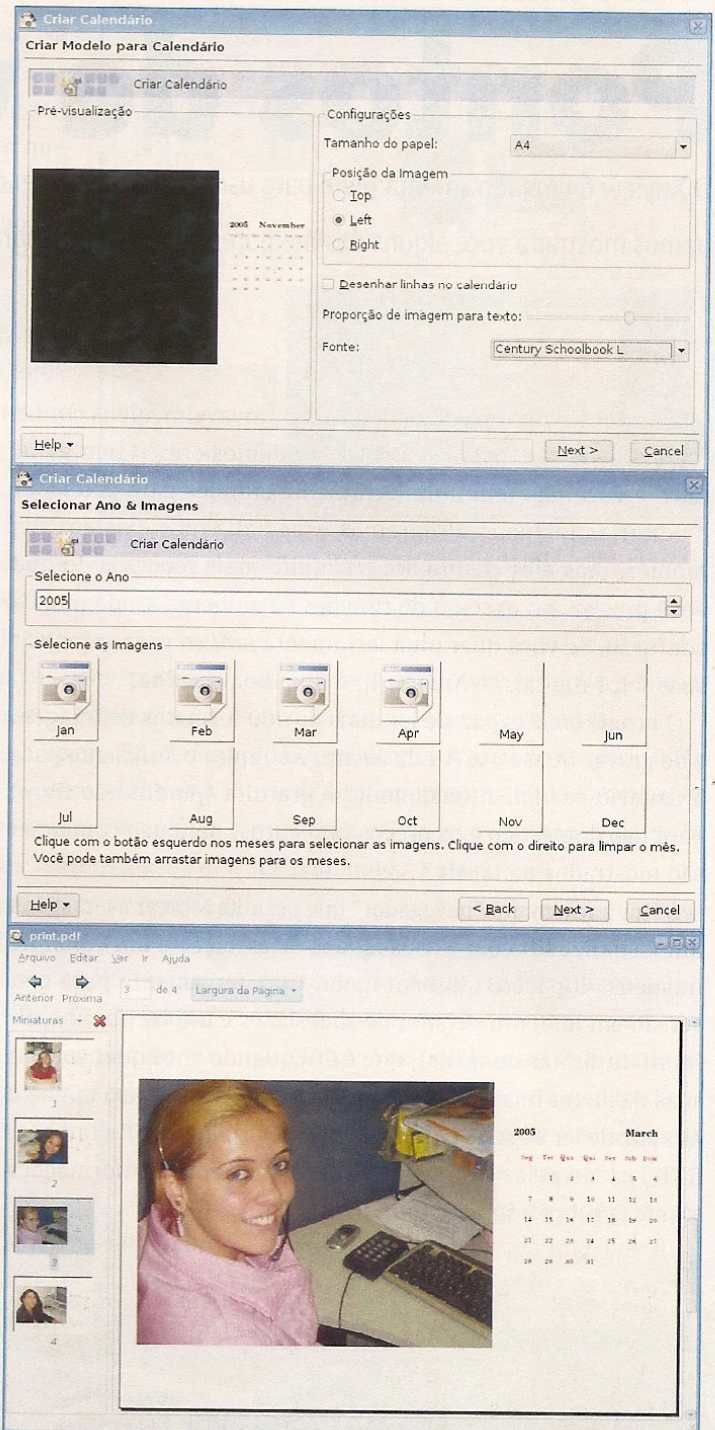 Criar Calendário
Criar Modelo para Calendário
Criar Calendário
Pré-visualização
2005 November
Configurações
Tamanho do papel: A4
Posição da Imagem
Top
Left
Right
Desenhar linhas no calendário
Proporção de imagem para texto:
Fonte: Century Schoolbook L
Help
Next > Cancel
Criar Calendário
Selecionar Ano & Imagens
Criar Calendário
Selecione o Ano
2005
Selecione as Imagens
Jan Feb Mar Apr May Jun
Jul Aug Sep Oct Nov Dec
Clique com o botão esquerdo nos meses para selecionar as imagens. Clique com o direito para limpar o mês.
Você pode também arrastar imagens para os meses.
Help
< Back Next > Cancel
print.pdf
Arquivo Editar Ver Ir Ajuda
Anterior Próxima 3 de 4 Largura da Página
Miniaturas
1
2
3
4
2005 March
Seg Ter Qua Qui Sex Sáb Dom
1 2 3 4 5 6
7 8 9 10 11 12 13
14 15 16 17 18 19 20
21 22 23 24 25 26 27
28 29 30 31